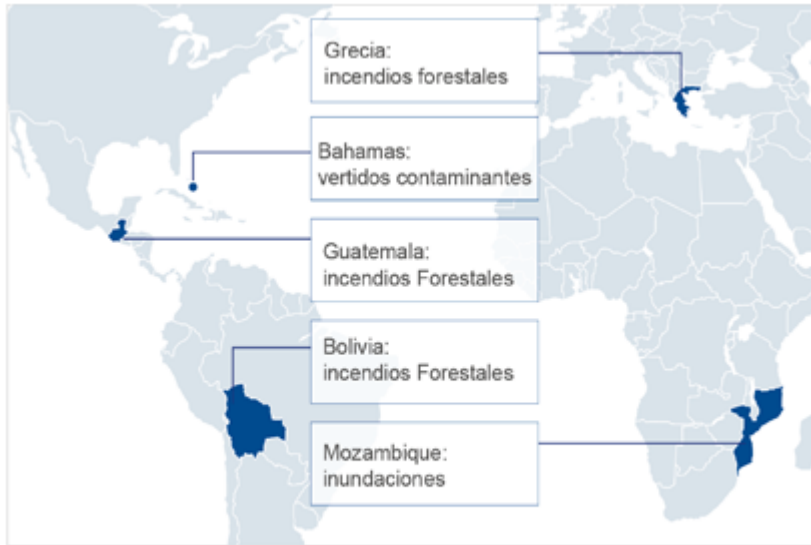 Grecia:
incendios forestales
Bahamas:
vertidos contaminantes
Guatemala:
incendios Forestales
Bolivia:
incendios Forestales
Mozambique:
inundaciones